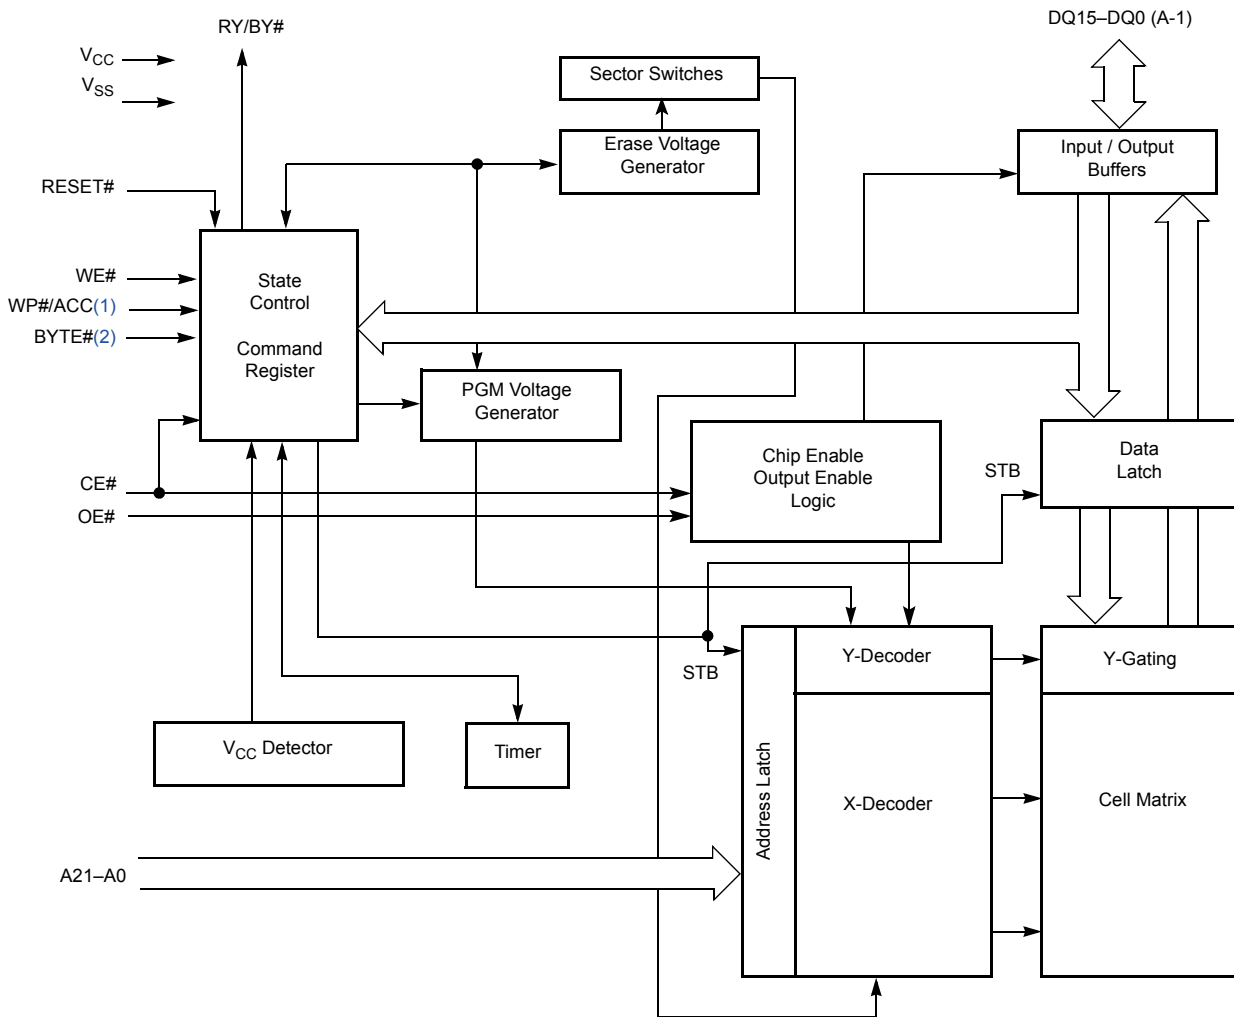 RY/BY#
DQ15–DQ0 (A-1)
VCC
VSS
Sector Switches
Erase Voltage
Generator
Input / Output
Buffers
RESET#
WE#
WP#/ACC(1)
BYTE#(2)
State
Control
Command
Register
PGM Voltage
Generator
CE#
OE#
Chip Enable
Output Enable
Logic
STB
Data
Latch
STB
Y-Decoder
Y-Gating
VCC Detector
Timer
Address Latch
X-Decoder
Cell Matrix
A21–A0